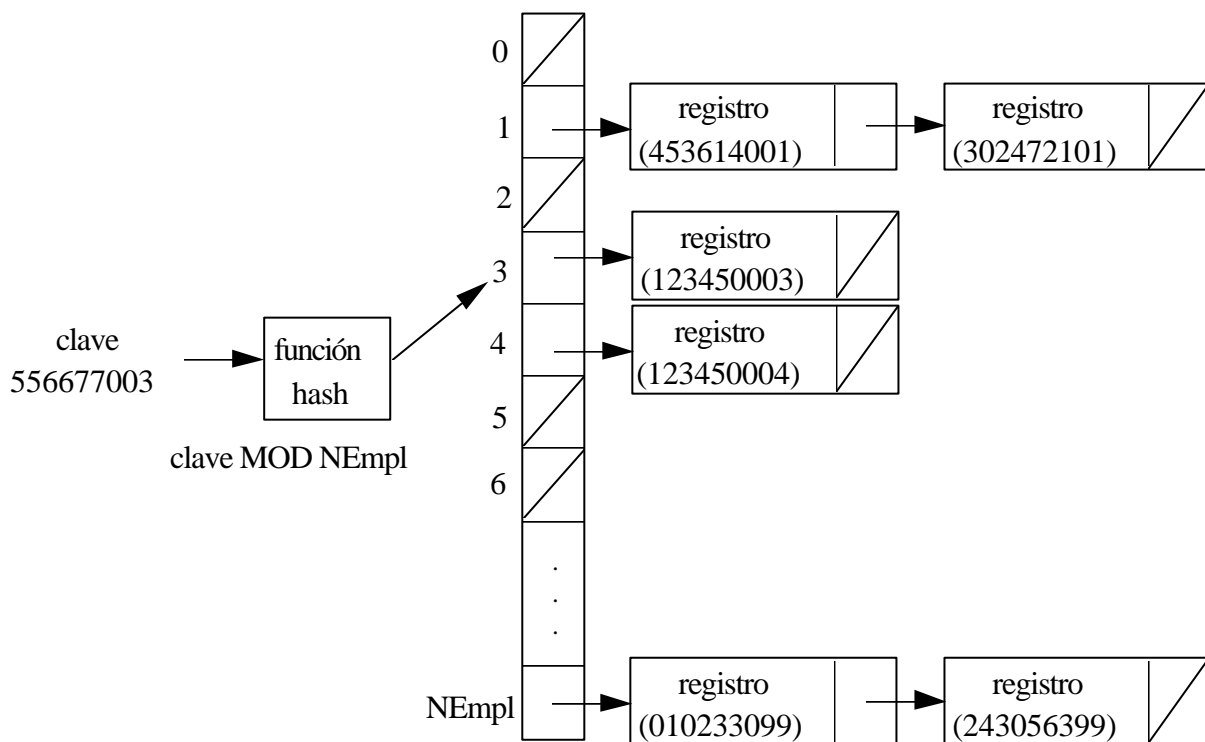 0
1
registro
(453614001)
registro
(302472101)
2
3
registro
(123450003)
clave
556677003
función
hash
clave MOD NEmpl
4
registro
(123450004)
5
6
.
.
.
NEmpl
registro
(010233099)
registro
(243056399)